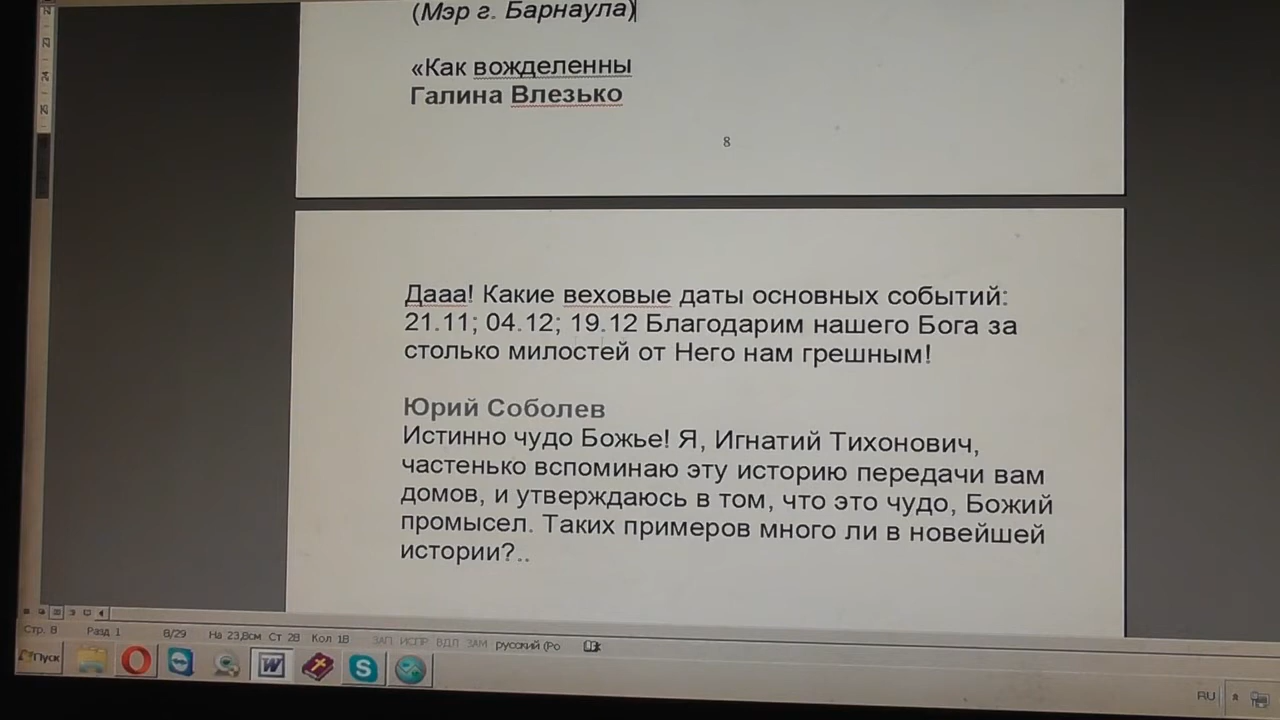 (Мэр г. Барнаула)
«Как вожделенны
Галина Влезько
8
Дааа! Какие веховые даты основных событий:
21.11; 04.12; 19.12 Благодарим нашего Бога за
столько милостей от Него нам грешным!
Юрий Соболев
Истинно чудо Божье! Я, Игнатий Тихонович,
частенько вспоминаю эту историю передачи вам
домов, и утверждаюсь в том, что это чудо, Божий
промысел. Таких примеров много ли в новейшей
истории?..
Стр. 8 Разд 1 8/29 На 23,8см Ст 28 Кол 18 ЗАП ИСПР ВДЛ ЗАМ русский (Ро
Пуск
RU